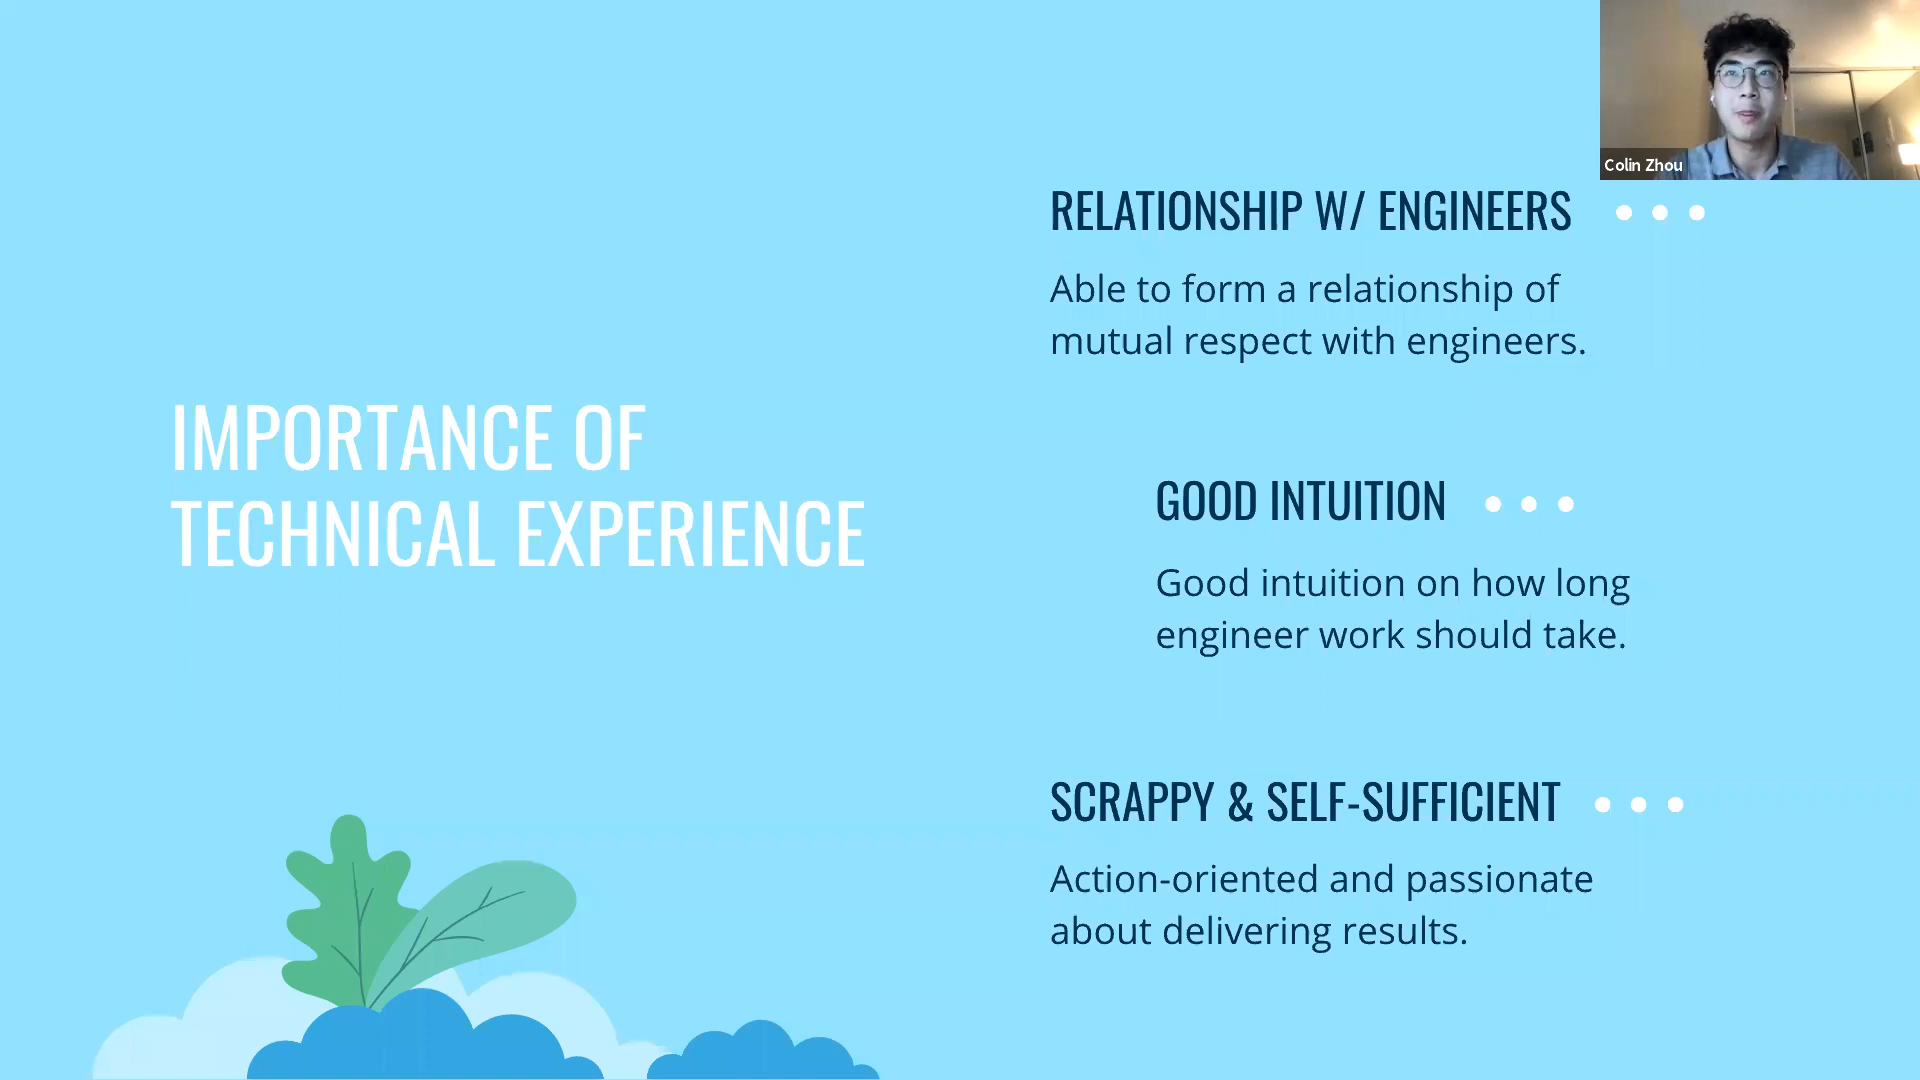 Colin Zhou
IMPORTANCE OF
TECHNICAL EXPERIENCE
RELATIONSHIP W/ ENGINEERS
Able to form a relationship of
mutual respect with engineers.
GOOD INTUITION
Good intuition on how long
engineer work should take.
SCRAPPY & SELF-SUFFICIENT
Action-oriented and passionate
about delivering results.